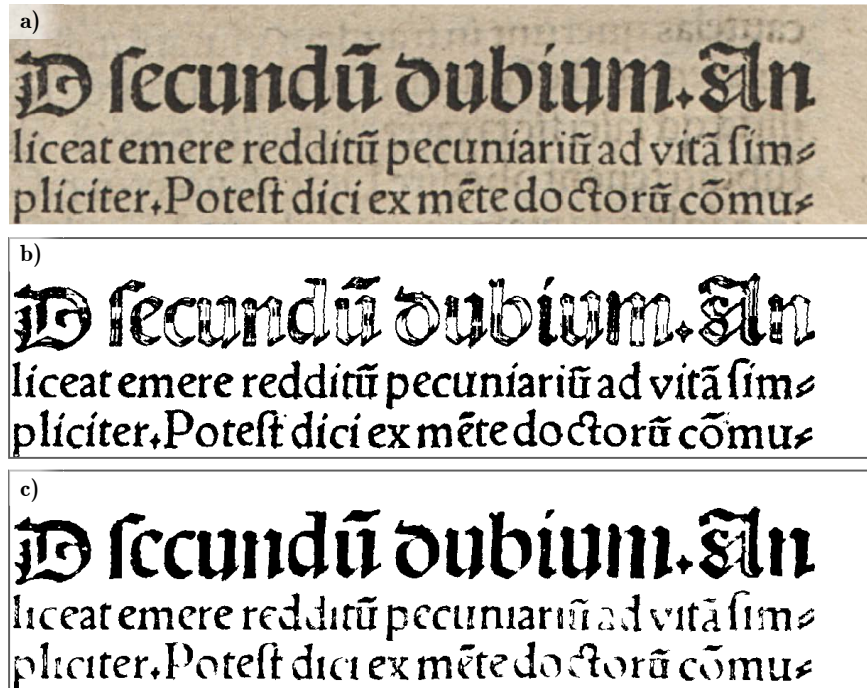 a)
D ſecundū dubium. An
liceat emere redditū pecuniariū ad vitā ſim⸗
pliciter. Poteſt dici ex mēte doctorū cōmu⸗
b)
D ſecundū dubium. An
liceat emere redditū pecuniariū ad vitā ſim⸗
pliciter. Poteſt dici ex mēte doctorū cōmu⸗
c)
D ſecundū dubium. An
liceat emere redditū pecuniariū ad vitā ſim⸗
pliciter. Poteſt dici ex mēte doctorū cōmu⸗